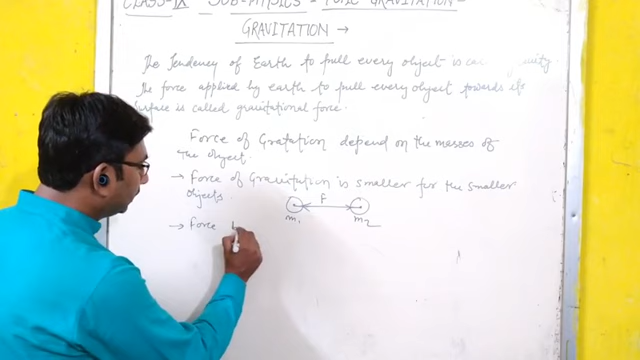 CLASS-IX SUB-PHYSICS - TOPIC GRAVITATION-
GRAVITATION →
The Tendency of Earth to pull every object is
The force applied by earth to pull every object towards its
surface is called gravitational force.
Force of Gratation depend on the masses of
The object.
→ Force of Gravitation is smaller for the smaller
objects.
F
m₁ m₂
→ Force